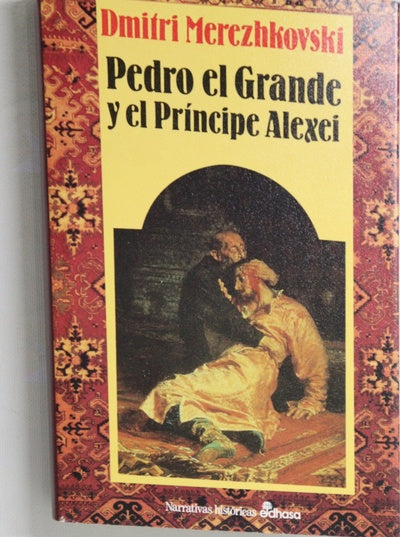 Dmitri Merezhkovski
Pedro el Grande
y el Príncipe Alexei
Narrativas históricas edhasa